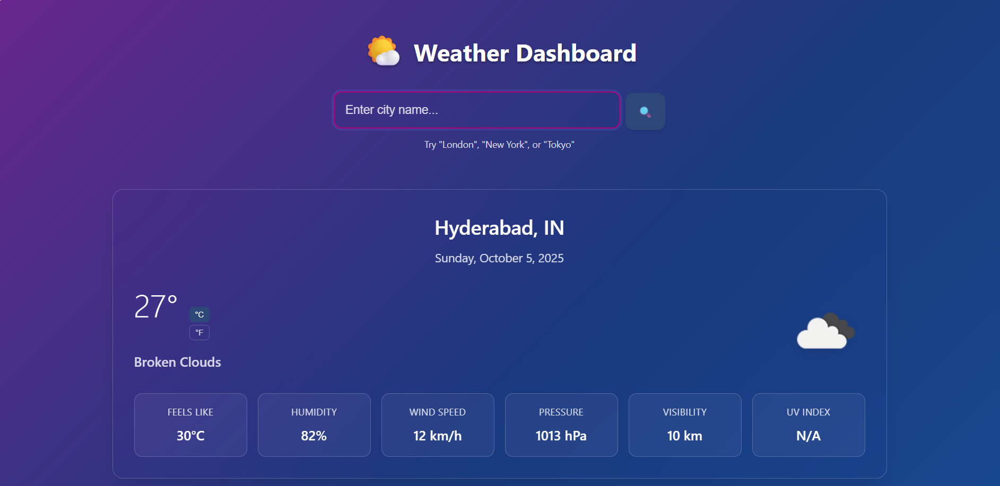 Weather Dashboard
Enter city name...
Try "London", "New York", or "Tokyo"
Hyderabad, IN
Sunday, October 5, 2025
27°
°C
°F
Broken Clouds
FEELS LIKE
30°C
HUMIDITY
82%
WIND SPEED
12 km/h
PRESSURE
1013 hPa
VISIBILITY
10 km
UV INDEX
N/A